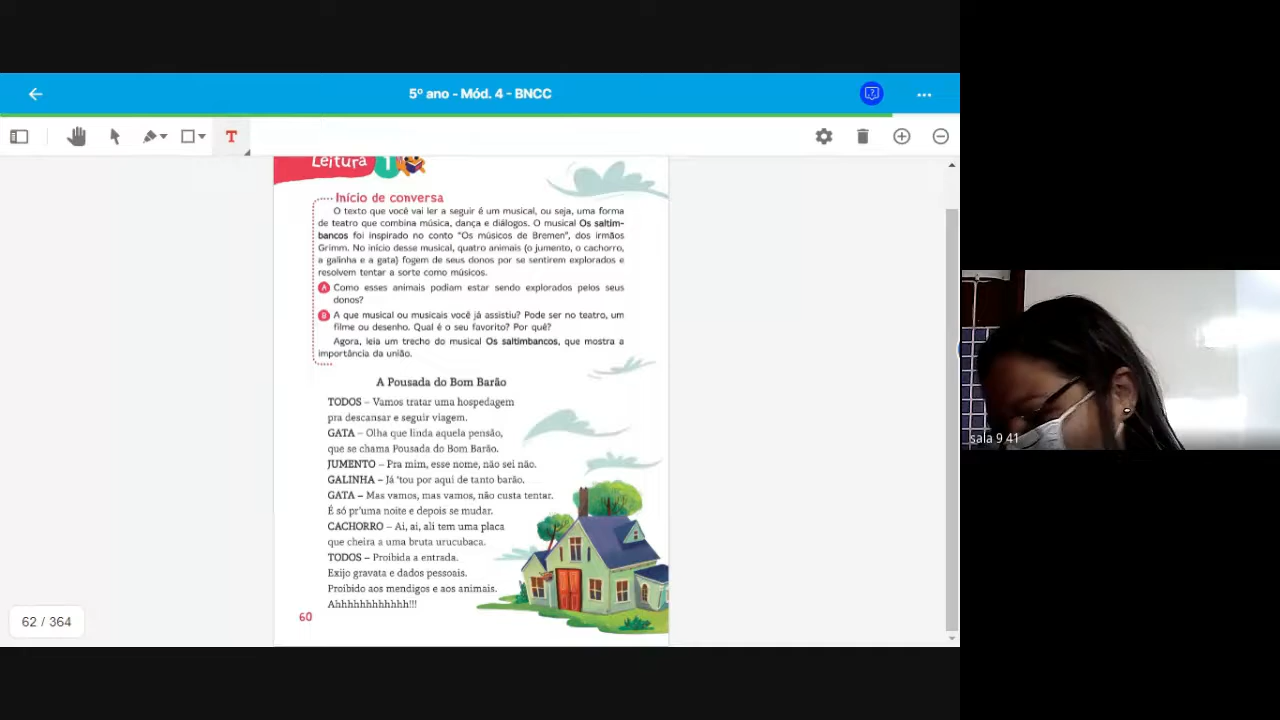 5º ano - Mód. 4 - BNCC
T
Leitura 1
Início de conversa
O texto que você vai ler a seguir é um musical, ou seja, uma forma
de teatro que combina música, dança e diálogos. O musical Os saltim-
bancos foi inspirado no conto "Os músicos de Bremen", dos irmãos
Grimm. No início desse musical, quatro animais (o jumento, o cachorro,
a galinha e a gata) fogem de seus donos por se sentirem explorados e
resolvem tentar a sorte como músicos.
A Como esses animais podiam estar sendo explorados pelos seus
donos?
B A que musical ou musicais você já assistiu? Pode ser no teatro, um
filme ou desenho. Qual é o seu favorito? Por quê?
Agora, leia um trecho do musical Os saltimbancos, que mostra a
importância da união.
A Pousada do Bom Barão
TODOS – Vamos tratar uma hospedagem
pra descansar e seguir viagem.
GATA – Olha que linda aquela pensão,
que se chama Pousada do Bom Barão.
JUMENTO – Pra mim, esse nome, não sei não.
GALINHA – Já 'tou por aqui de tanto barão.
GATA – Mas vamos, mas vamos, não custa tentar.
É só pr'uma noite e depois se mudar.
CACHORRO – Ai, ai, ali tem uma placa
que cheira a uma bruta urucubaca.
TODOS – Proibida a entrada.
Exijo gravata e dados pessoais.
Proibido aos mendigos e aos animais.
Ahhhhhhhhhhhh!!!
60
62 / 364
sala 9 41